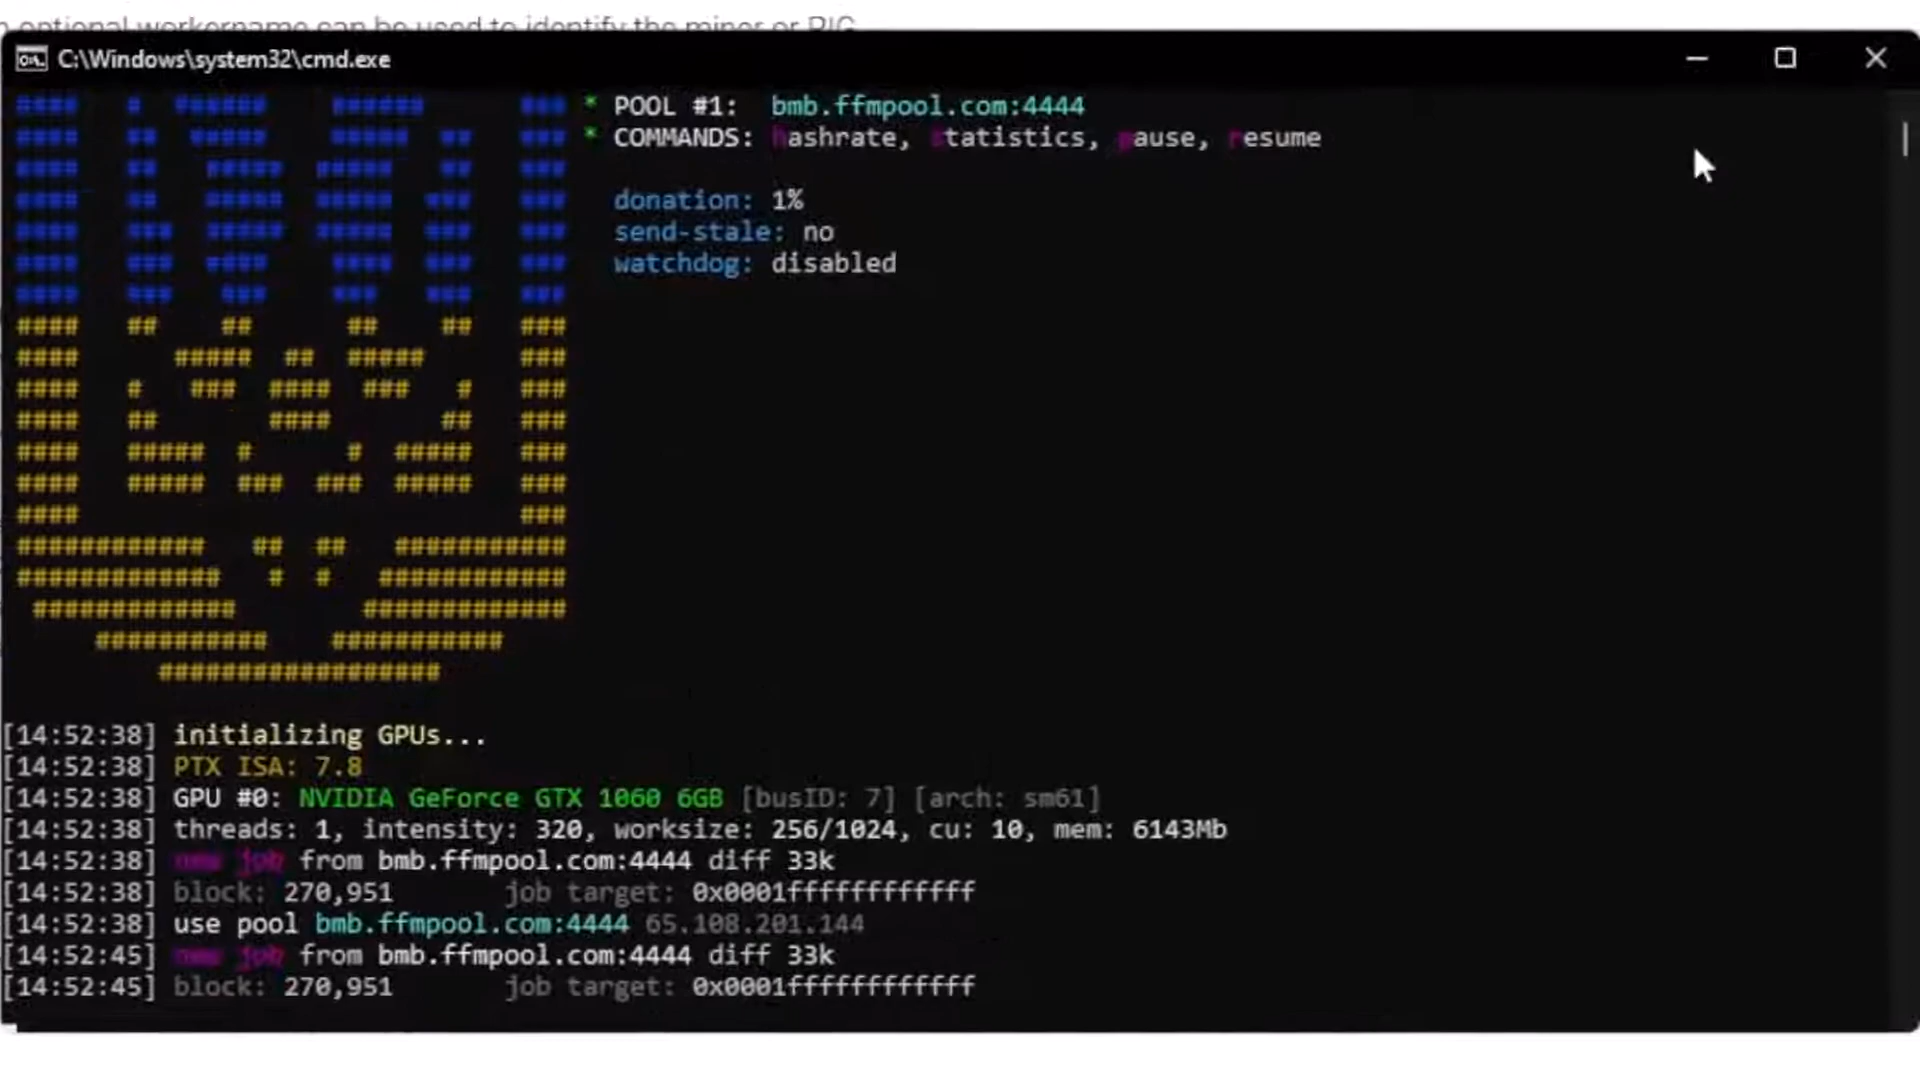 optional workername can be used to identify the miner or RIG
C:\Windows\system32\cmd.exe
* POOL #1: bmb.ffmpool.com:4444
* COMMANDS: hashrate, statistics, pause, resume
donation: 1%
send-stale: no
watchdog: disabled
[14:52:38] initializing GPUs...
[14:52:38] PTX ISA: 7.8
[14:52:38] GPU #0: NVIDIA GeForce GTX 1060 6GB [busID: 7] [arch: sm61]
[14:52:38] threads: 1, intensity: 320, worksize: 256/1024, cu: 10, mem: 6143Mb
[14:52:38] new job from bmb.ffmpool.com:4444 diff 33k
[14:52:38] block: 270,951 job target: 0x0001ffffffffffff
[14:52:38] use pool bmb.ffmpool.com:4444 65.108.201.144
[14:52:45] new job from bmb.ffmpool.com:4444 diff 33k
[14:52:45] block: 270,951 job target: 0x0001ffffffffffff